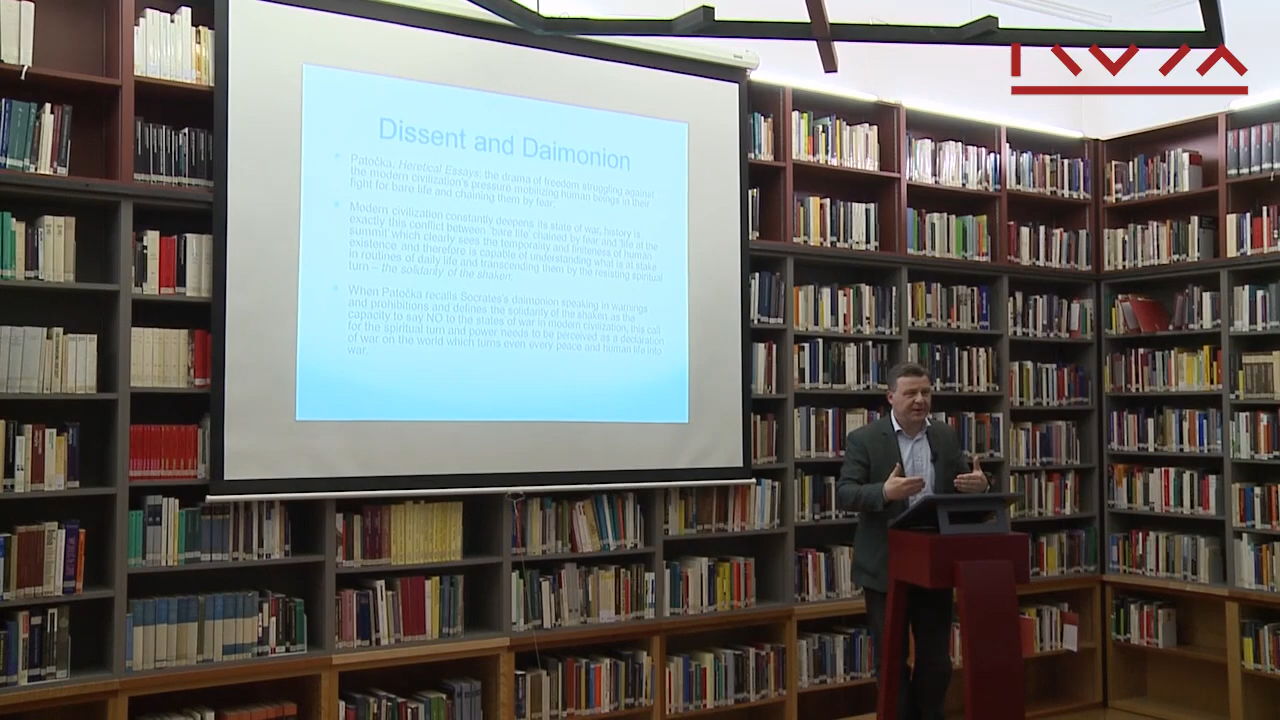 Dissent and Daimonion
Patočka, Heretical Essays: the drama of freedom struggling against
the modern civilization's pressure mobilizing human beings in their
fight for bare life and chaining them by fear;
Modern civilization constantly deepens its state of war, history is
exactly this conflict between 'bare life' chained by fear and 'life at the
summit' which clearly sees the temporality and finiteness of human
existence and therefore is capable of understanding what is at stake
in routines of daily life and transcending them by the resisting spiritual
turn – the solidarity of the shaken;
When Patočka recalls Socrates's daimonion speaking in warnings
and prohibitions and defines the solidarity of the shaken as the
capacity to say NO to the states of war in modern civilization, this call
for the spiritual turn and power needs to be perceived as a declaration
of war on the world which turns even every peace and human life into
war.